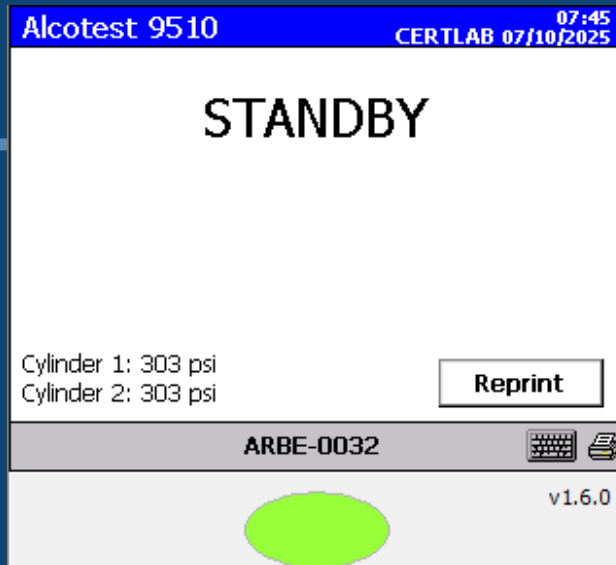 Alcotest 9510
07:45
CERTLAB 07/10/2025
STANDBY
Cylinder 1: 303 psi
Cylinder 2: 303 psi
Reprint
ARBE-0032
v1.6.0